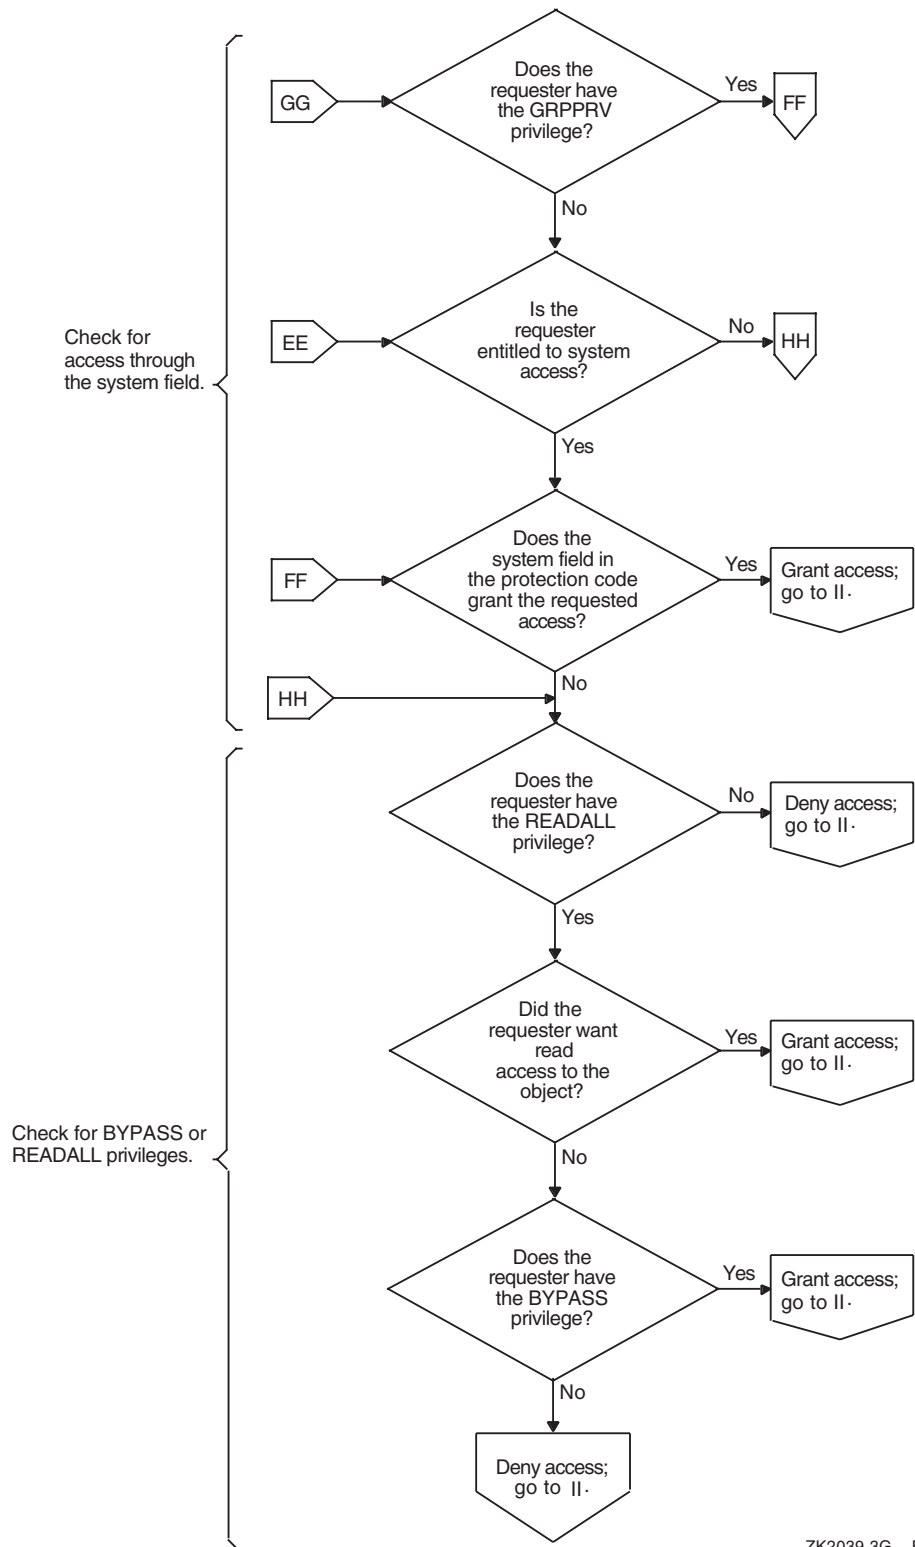 Does the
requester have
the GRPPRV
privilege?
GG
Yes
FF
No
Is the
requester
entitled to system
access?
EE
No
HH
Check for
access through
the system field.
Yes
Does the
system field in
the protection code
grant the requested
access?
FF
Yes
Grant access;
go to II.
No
HH
Does the
requester have
the READALL
privilege?
No
Deny access;
go to II.
Yes
Did the
requester want
read
access to the
object?
Yes
Grant access;
go to II.
Check for BYPASS or
READALL privileges.
No
Does the
requester have
the BYPASS
privilege?
Yes
Grant access;
go to II.
No
Deny access;
go to II.